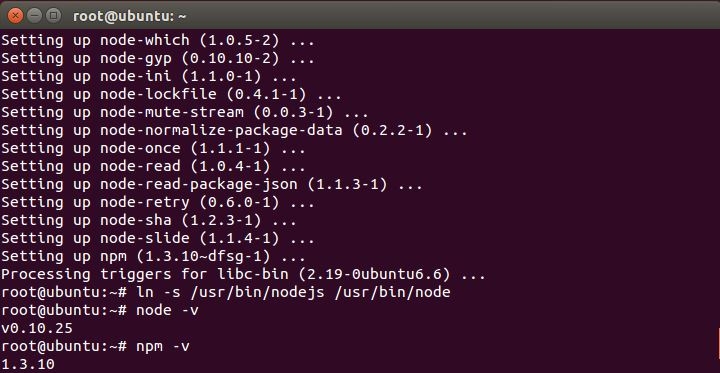 root@ubuntu: ~
Setting up node-which (1.0.5-2) ...
Setting up node-gyp (0.10.10-2) ...
Setting up node-ini (1.1.0-1) ...
Setting up node-lockfile (0.4.1-1) ...
Setting up node-mute-stream (0.0.3-1) ...
Setting up node-normalize-package-data (0.2.2-1) ...
Setting up node-once (1.1.1-1) ...
Setting up node-read (1.0.4-1) ...
Setting up node-read-package-json (1.1.3-1) ...
Setting up node-retry (0.6.0-1) ...
Setting up node-sha (1.2.3-1) ...
Setting up node-slide (1.1.4-1) ...
Setting up npm (1.3.10~dfsg-1) ...
Processing triggers for libc-bin (2.19-0ubuntu6.6) ...
root@ubuntu:~# ln -s /usr/bin/nodejs /usr/bin/node
root@ubuntu:~# node -v
v0.10.25
root@ubuntu:~# npm -v
1.3.10